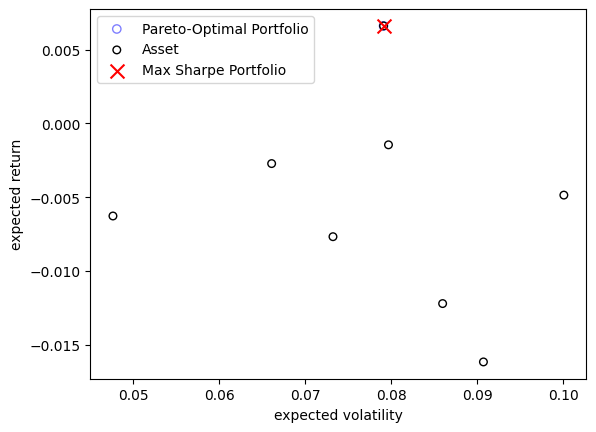 Pareto-Optimal Portfolio
Asset
Max Sharpe Portfolio
0.005
0.000
−0.005
−0.010
−0.015
expected return
0.05
0.06
0.07
0.08
0.09
0.10
expected volatility